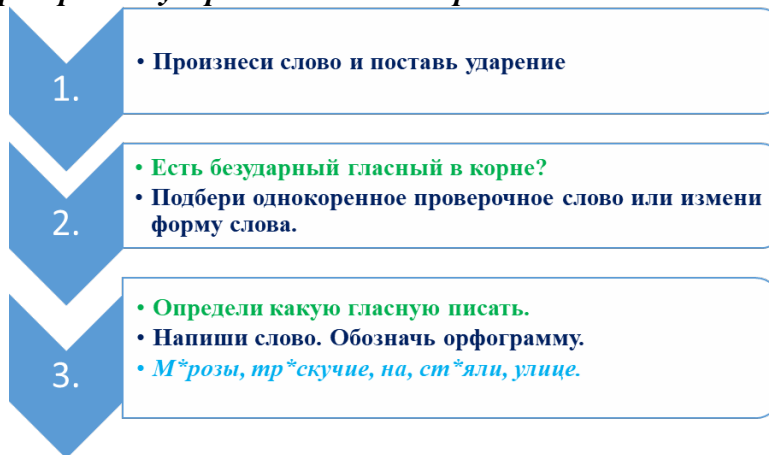 1.
• Произнеси слово и поставь ударение
2.
• Есть безударный гласный в корне?
• Подбери однокоренное проверочное слово или измени
форму слова.
3.
• Определи какую гласную писать.
• Напиши слово. Обозначь орфограмму.
• М*розы, тр*скучие, на, ст*яли, улице.